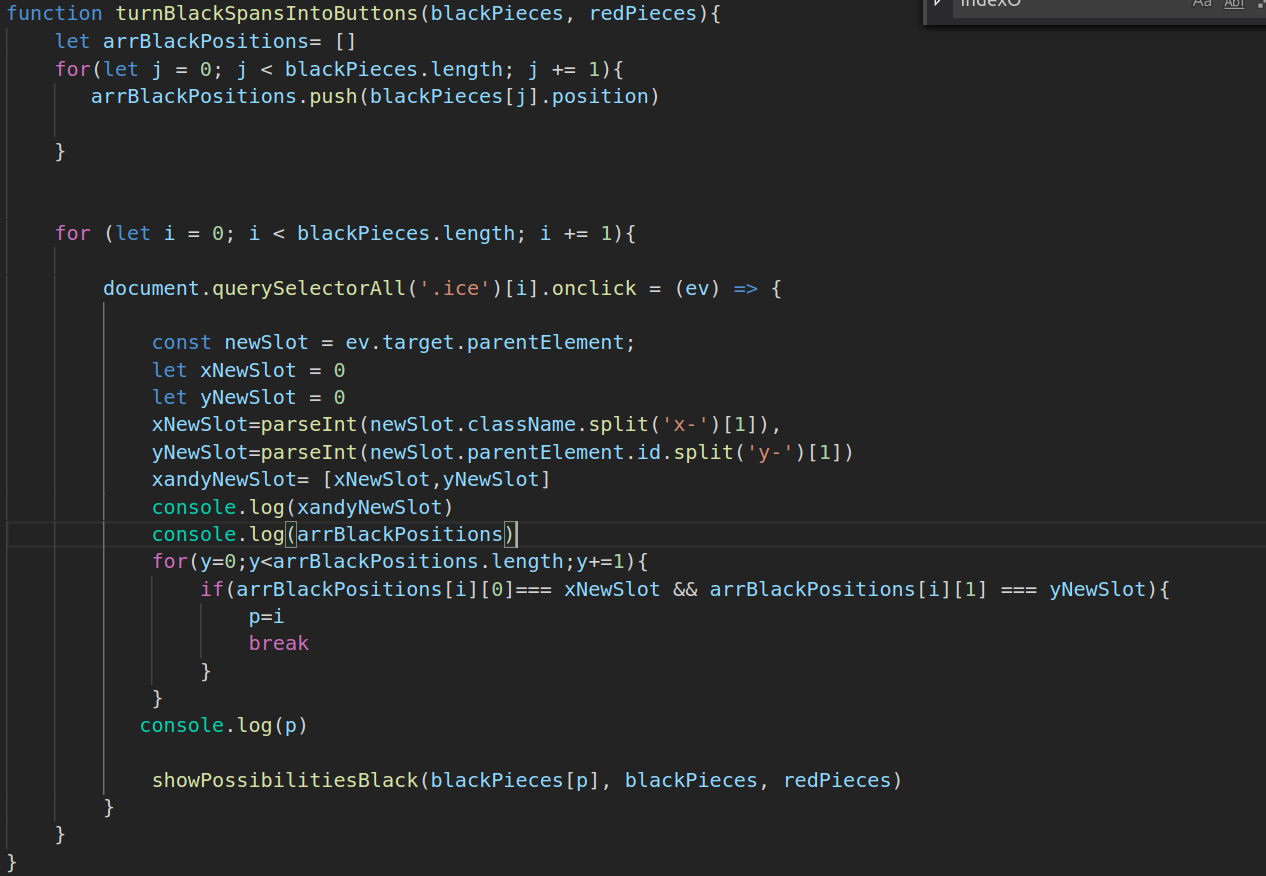 function turnBlackSpansIntoButtons(blackPieces, redPieces){
    let arrBlackPositions= []
    for(let j = 0; j < blackPieces.length; j += 1){
       arrBlackPositions.push(blackPieces[j].position)
    }
    for (let i = 0; i < blackPieces.length; i += 1){
        document.querySelectorAll('.ice')[i].onclick = (ev) => {
            const newSlot = ev.target.parentElement;
            let xNewSlot = 0
            let yNewSlot = 0
            xNewSlot=parseInt(newSlot.className.split('x-')[1]),
            yNewSlot=parseInt(newSlot.parentElement.id.split('y-')[1])
            xandyNewSlot= [xNewSlot,yNewSlot]
            console.log(xandyNewSlot)
            console.log(arrBlackPositions)
            for(y=0;y<arrBlackPositions.length;y+=1){
                if(arrBlackPositions[i][0]=== xNewSlot && arrBlackPositions[i][1] === yNewSlot){
                    p=i
                    break
                }
            }
           console.log(p)
            showPossibilitiesBlack(blackPieces[p], blackPieces, redPieces)
        }
    }
}
indexO
Aa
Abl